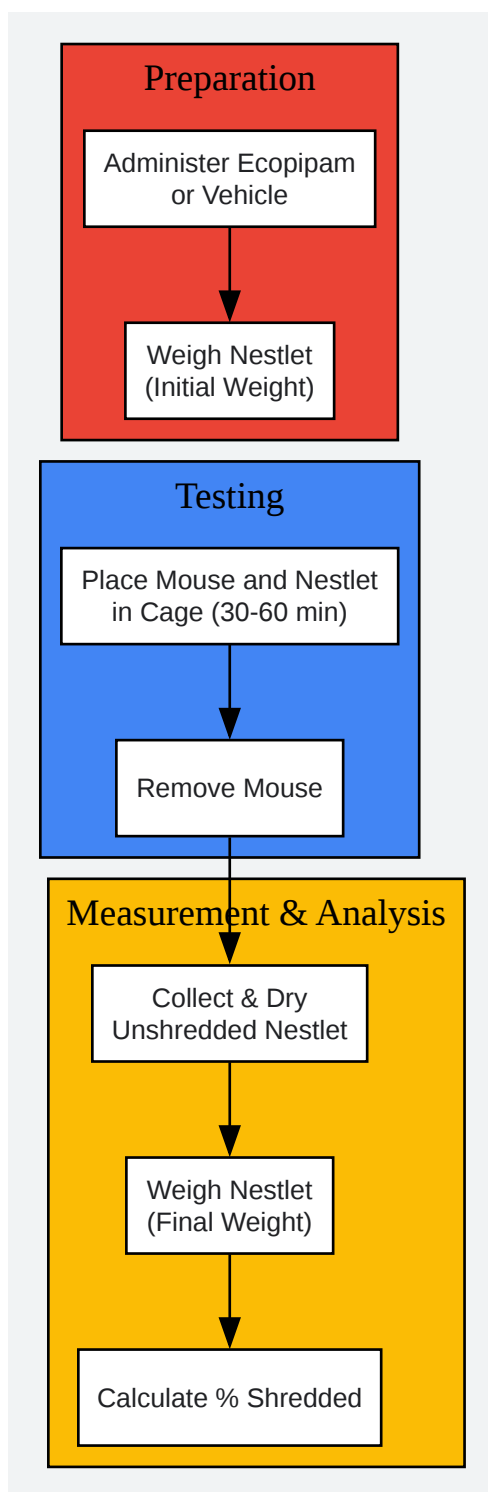 Preparation
Administer Ecopipam
or Vehicle
Weigh Nestlet
(Initial Weight)
Testing
Place Mouse and Nestlet
in Cage (30-60 min)
Remove Mouse
Measurement & Analysis
Collect & Dry
Unshredded Nestlet
Weigh Nestlet
(Final Weight)
Calculate % Shredded